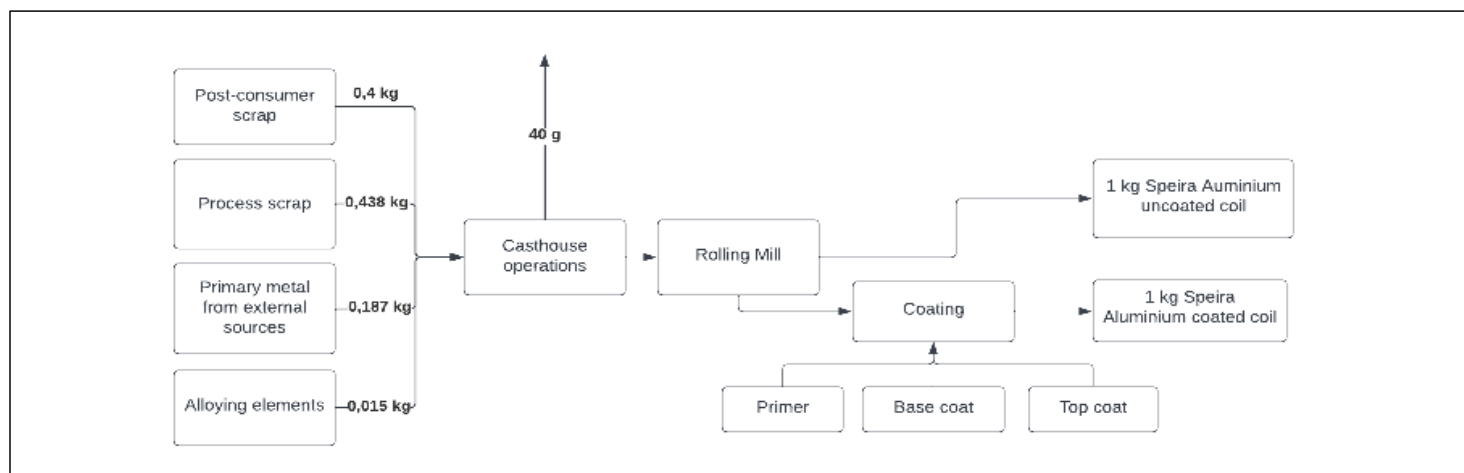 Post-consumer
scrap
0,4 kg
40 g
Process scrap
0,438 kg
1 kg Speira Auminium
uncoated coil
Casthouse
operations
Rolling Mill
Primary metal
from external
sources
0,187 kg
Coating
1 kg Speira
Aluminium coated coil
Alloying elements
0,015 kg
Primer
Base coat
Top coat